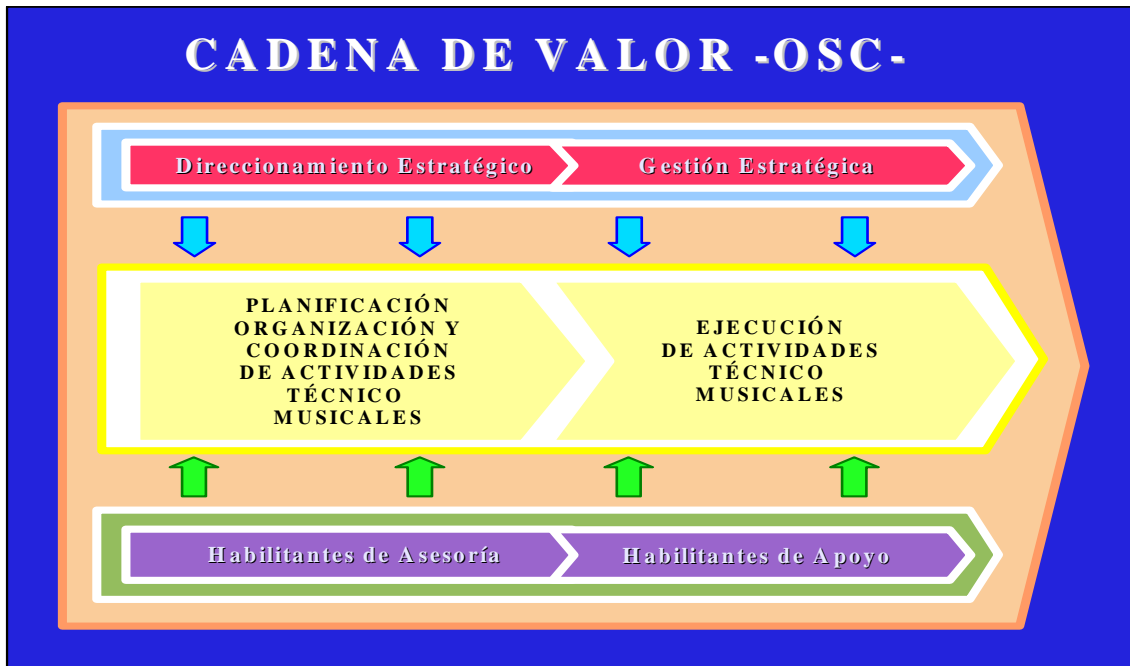 CADENA DE VALOR -OSC-
Direccionamiento Estratégico
Gestión Estratégica
PLANIFICACIÓN
ORGANIZACIÓN Y
COORDINACIÓN
DE ACTIVIDADES
TÉCNICO
MUSICALES
EJECUCIÓN
DE ACTIVIDADES
TÉCNICO
MUSICALES
Habilitantes de Asesoría
Habilitantes de Apoyo